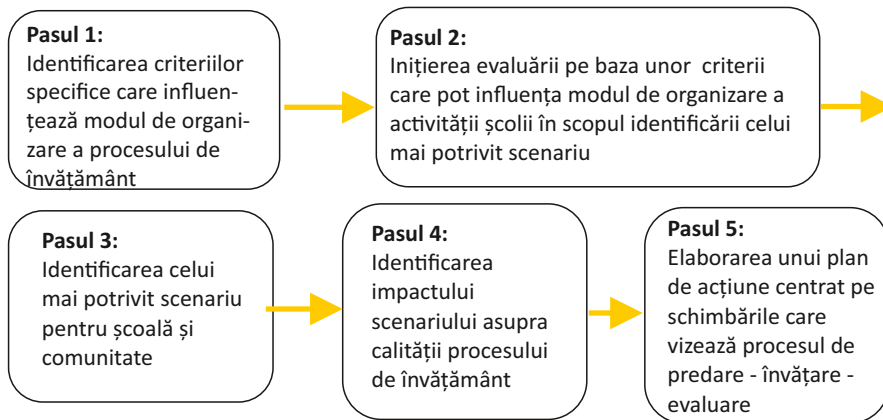 Pasul 1:
Identificarea criteriilor
specifice care influen-
țează modul de organi-
zare a procesului de
învățământ
Pasul 2:
Inițierea evaluării pe baza unor criterii
care pot influența modul de organizare a
activității școlii în scopul identificării celui
mai potrivit scenariu
Pasul 3:
Identificarea celui
mai potrivit scenariu
pentru școală și
comunitate
Pasul 4:
Identificarea
impactului
scenariului asupra
calității procesului
de învățământ
Pasul 5:
Elaborarea unui plan
de acțiune centrat pe
schimbările care
vizează procesul de
predare - învățare -
evaluare